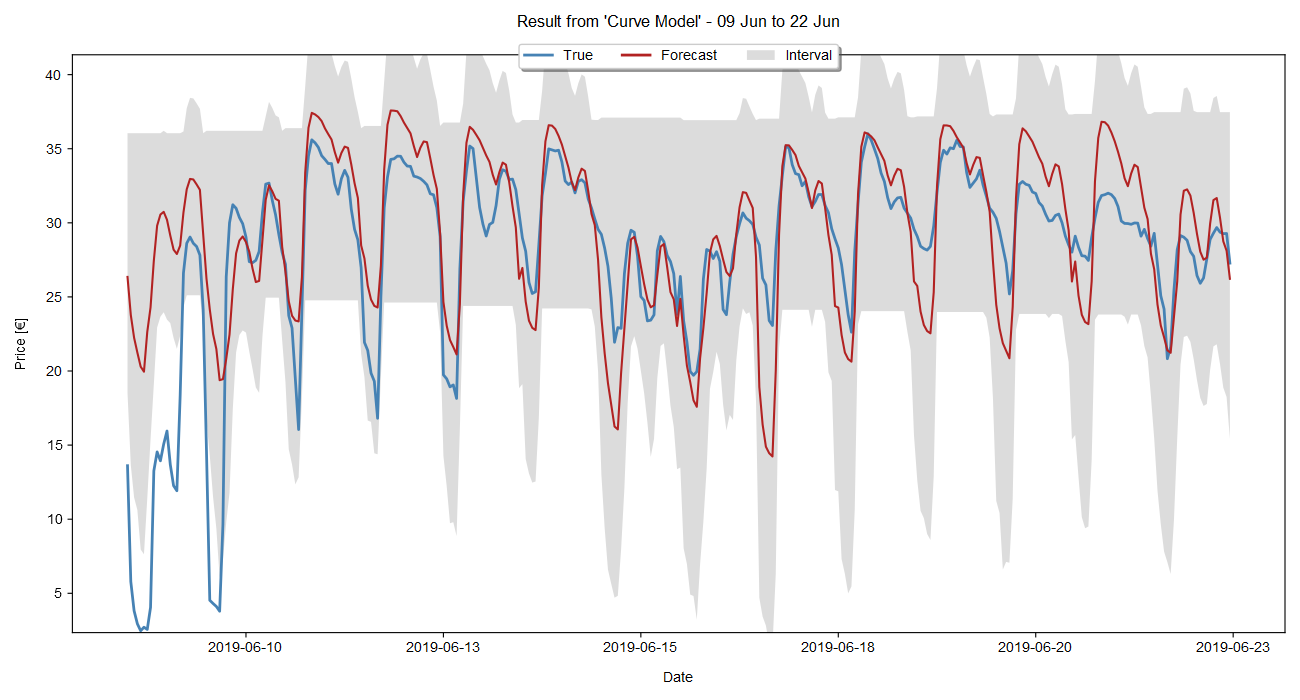 Result from 'Curve Model' - 09 Jun to 22 Jun
True
Forecast
Interval
40
35
30
25
20
15
10
5
Price [€]
2019-06-10
2019-06-13
2019-06-15
2019-06-18
2019-06-20
2019-06-23
Date